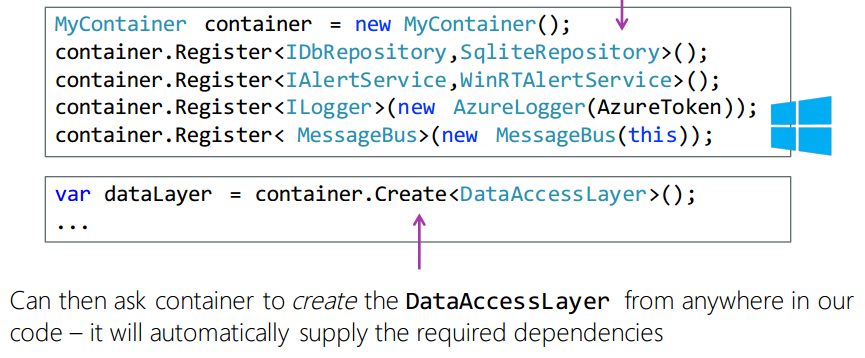 MyContainer container = new MyContainer();
container.Register<IDbRepository,SqliteRepository>();
container.Register<IAlertService,WinRTAlertService>();
container.Register<ILogger>(new AzureLogger(AzureToken));
container.Register< MessageBus>(new MessageBus(this));
var dataLayer = container.Create<DataAccessLayer>();
...
Can then ask container to create the DataAccessLayer from anywhere in our
code – it will automatically supply the required dependencies